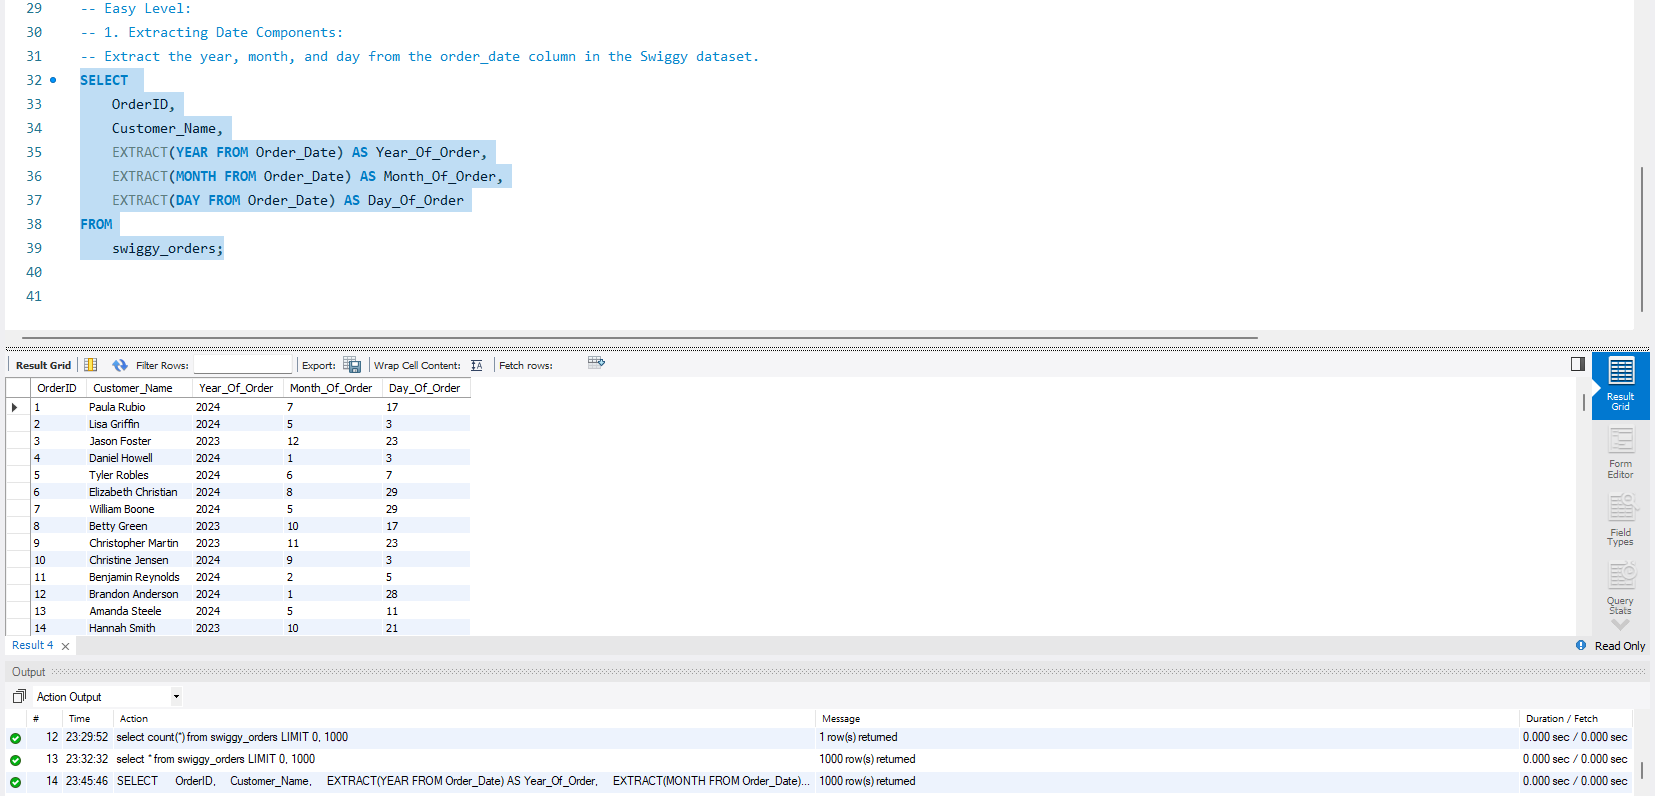 29 -- Easy Level:
30 -- 1. Extracting Date Components:
31 -- Extract the year, month, and day from the order_date column in the Swiggy dataset.
32 SELECT
33 OrderID,
34 Customer_Name,
35 EXTRACT(YEAR FROM Order_Date) AS Year_Of_Order,
36 EXTRACT(MONTH FROM Order_Date) AS Month_Of_Order,
37 EXTRACT(DAY FROM Order_Date) AS Day_Of_Order
38 FROM
39 swiggy_orders;
40
41
Result Grid Filter Rows: Export: Wrap Cell Content: Fetch rows:
OrderID Customer_Name Year_Of_Order Month_Of_Order Day_Of_Order
1 Paula Rubio 2024 7 17
2 Lisa Griffin 2024 5 3
3 Jason Foster 2023 12 23
4 Daniel Howell 2024 1 3
5 Tyler Robles 2024 6 7
6 Elizabeth Christian 2024 8 29
7 William Boone 2024 5 29
8 Betty Green 2023 10 17
9 Christopher Martin 2023 11 23
10 Christine Jensen 2024 9 3
11 Benjamin Reynolds 2024 2 5
12 Brandon Anderson 2024 1 28
13 Amanda Steele 2024 5 11
14 Hannah Smith 2023 10 21
Result
Grid
Form
Editor
Field
Types
Query
Stats
Result 4
Read Only
Output
Action Output
# Time Action Message Duration / Fetch
12 23:29:52 select count(*) from swiggy_orders LIMIT 0, 1000 1 row(s) returned 0.000 sec / 0.000 sec
13 23:32:32 select * from swiggy_orders LIMIT 0, 1000 1000 row(s) returned 0.000 sec / 0.000 sec
14 23:45:46 SELECT OrderID, Customer_Name, EXTRACT(YEAR FROM Order_Date) AS Year_Of_Order, EXTRACT(MONTH FROM Order_Date)... 1000 row(s) returned 0.000 sec / 0.000 sec